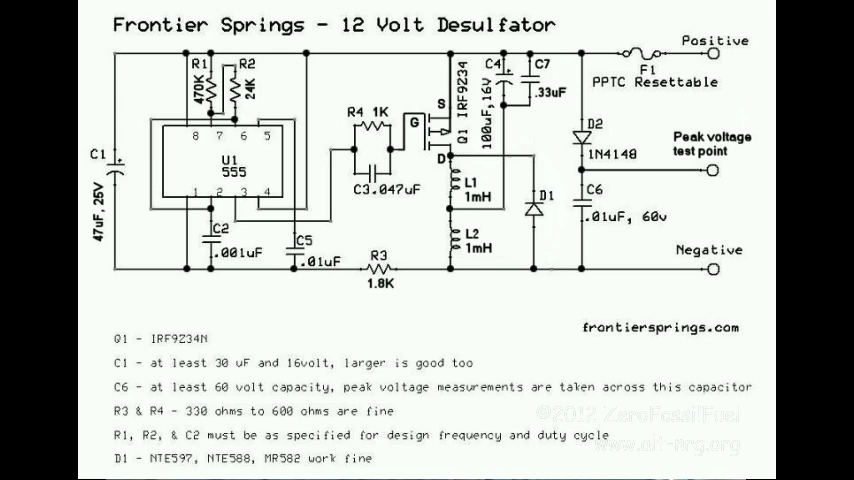 Frontier Springs - 12 Volt Desulfator
Positive
F1
PPTC Resettable
R1
470K
R2
24K
8 7 6 5
U1
555
1 2 3 4
C1
47uF, 25V
C2
.001uF
C5
.01uF
R4 1K
C3 .047uF
G
S
D
Q1 IRF9Z34
C4
100uF, 16V
C7
.33uF
L1
1mH
L2
1mH
D1
R3
1.8K
D2
1N4148
Peak voltage
test point
C6
.01uF, 60v
Negative
frontiersprings.com
Q1 - IRF9Z34N
C1 - at least 30 uF and 16volt, larger is good too
C6 - at least 60 volt capacity, peak voltage measurements are taken across this capacitor
R3 & R4 - 330 ohms to 600 ohms are fine
©2012 ZeroFossilFuel
R1, R2, & C2 must be as specified for design frequency and duty cycle
D1 - NTE597, NTE588, MR582 work fine